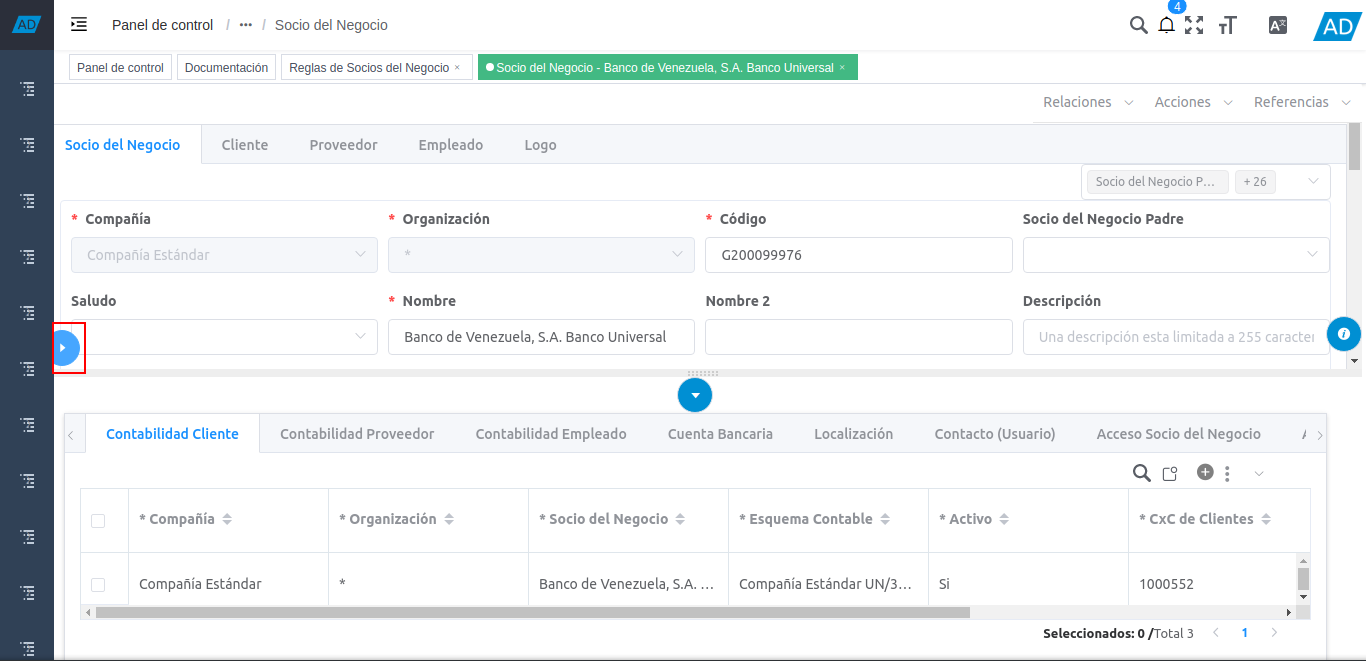 AD
Panel de control / ••• / Socio del Negocio
4
AD
Panel de control
Documentación
Reglas de Socios del Negocio ×
Socio del Negocio - Banco de Venezuela, S.A. Banco Universal ×
Relaciones Acciones Referencias
Socio del Negocio Cliente Proveedor Empleado Logo
Socio del Negocio P... + 26
* Compañía * Organización * Código Socio del Negocio Padre
Compañía Estándar * G200099976
Saludo * Nombre Nombre 2 Descripción
Banco de Venezuela, S.A. Banco Universal Una descripción esta limitada a 255 caracter
Contabilidad Cliente Contabilidad Proveedor Contabilidad Empleado Cuenta Bancaria Localización Contacto (Usuario) Acceso Socio del Negocio
* Compañía * Organización * Socio del Negocio * Esquema Contable * Activo * CxC de Clientes
Compañía Estándar * Banco de Venezuela, S.A. ... Compañía Estándar UN/3... Si 1000552
Seleccionados: 0 /Total 3 1